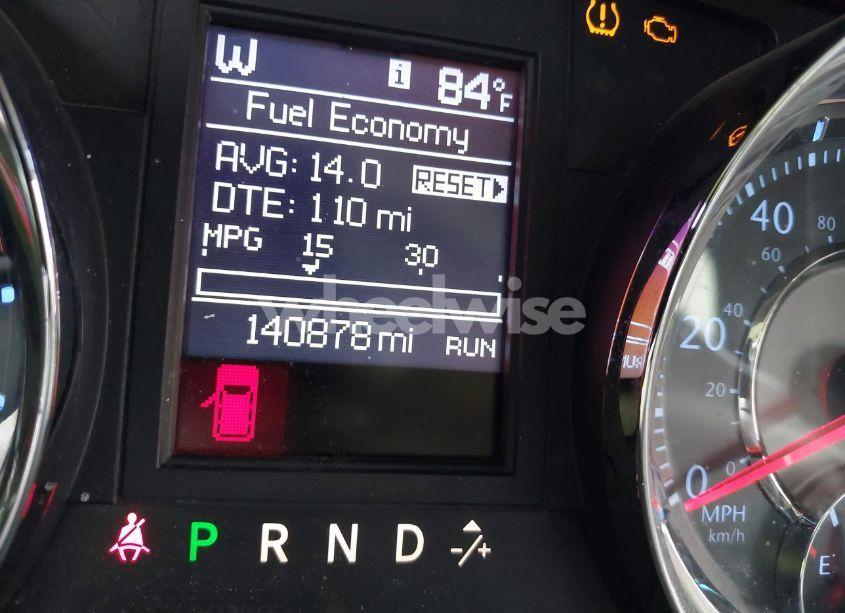 W i 84°F
Fuel Economy
AVG: 14.0 RESET
DTE: 110 mi
MPG 15 30
wheelwise
140878 mi RUN
P R N D -/+
40 80
60
20 40
20
0 0
MPH
km/h
E